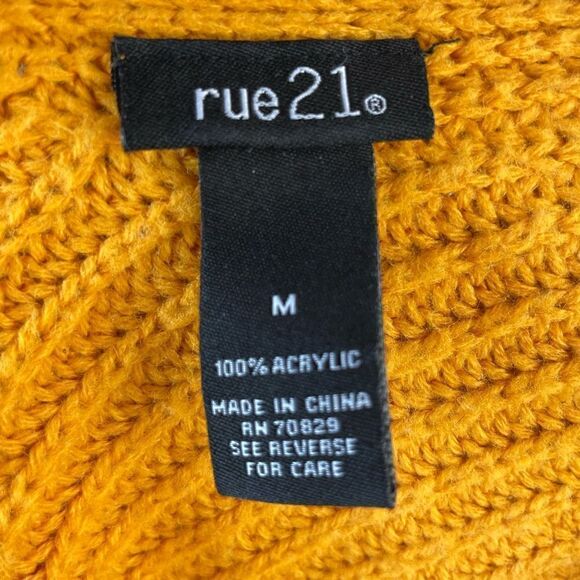 rue21®
M
100% ACRYLIC
MADE IN CHINA
RN 70829
SEE REVERSE
FOR CARE